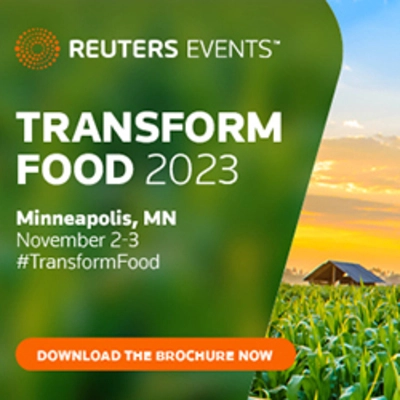 REUTERS EVENTS™
TRANSFORM
FOOD 2023
Minneapolis, MN
November 2-3
#TransformFood
DOWNLOAD THE BROCHURE NOW